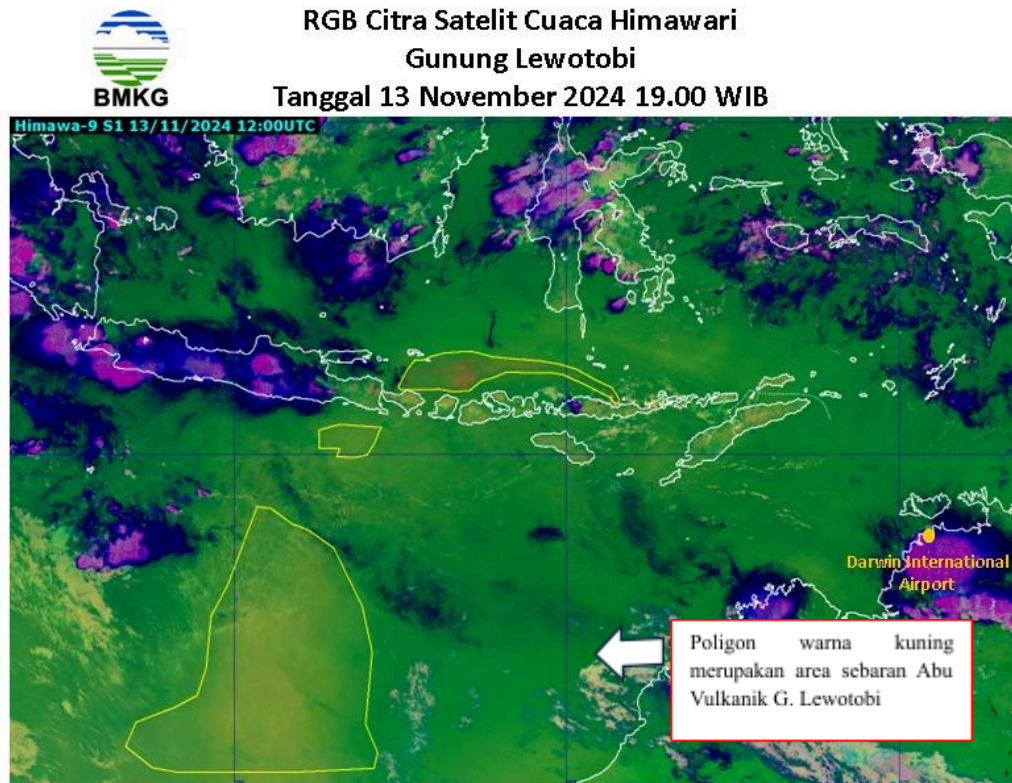 RGB Citra Satelit Cuaca Himawari
Gunung Lewotobi
Tanggal 13 November 2024 19.00 WIB
BMKG
Himawa-9 S1 13/11/2024 12:00UTC
Darwin International
Airport
Poligon warna kuning
merupakan area sebaran Abu
Vulkanik G. Lewotobi